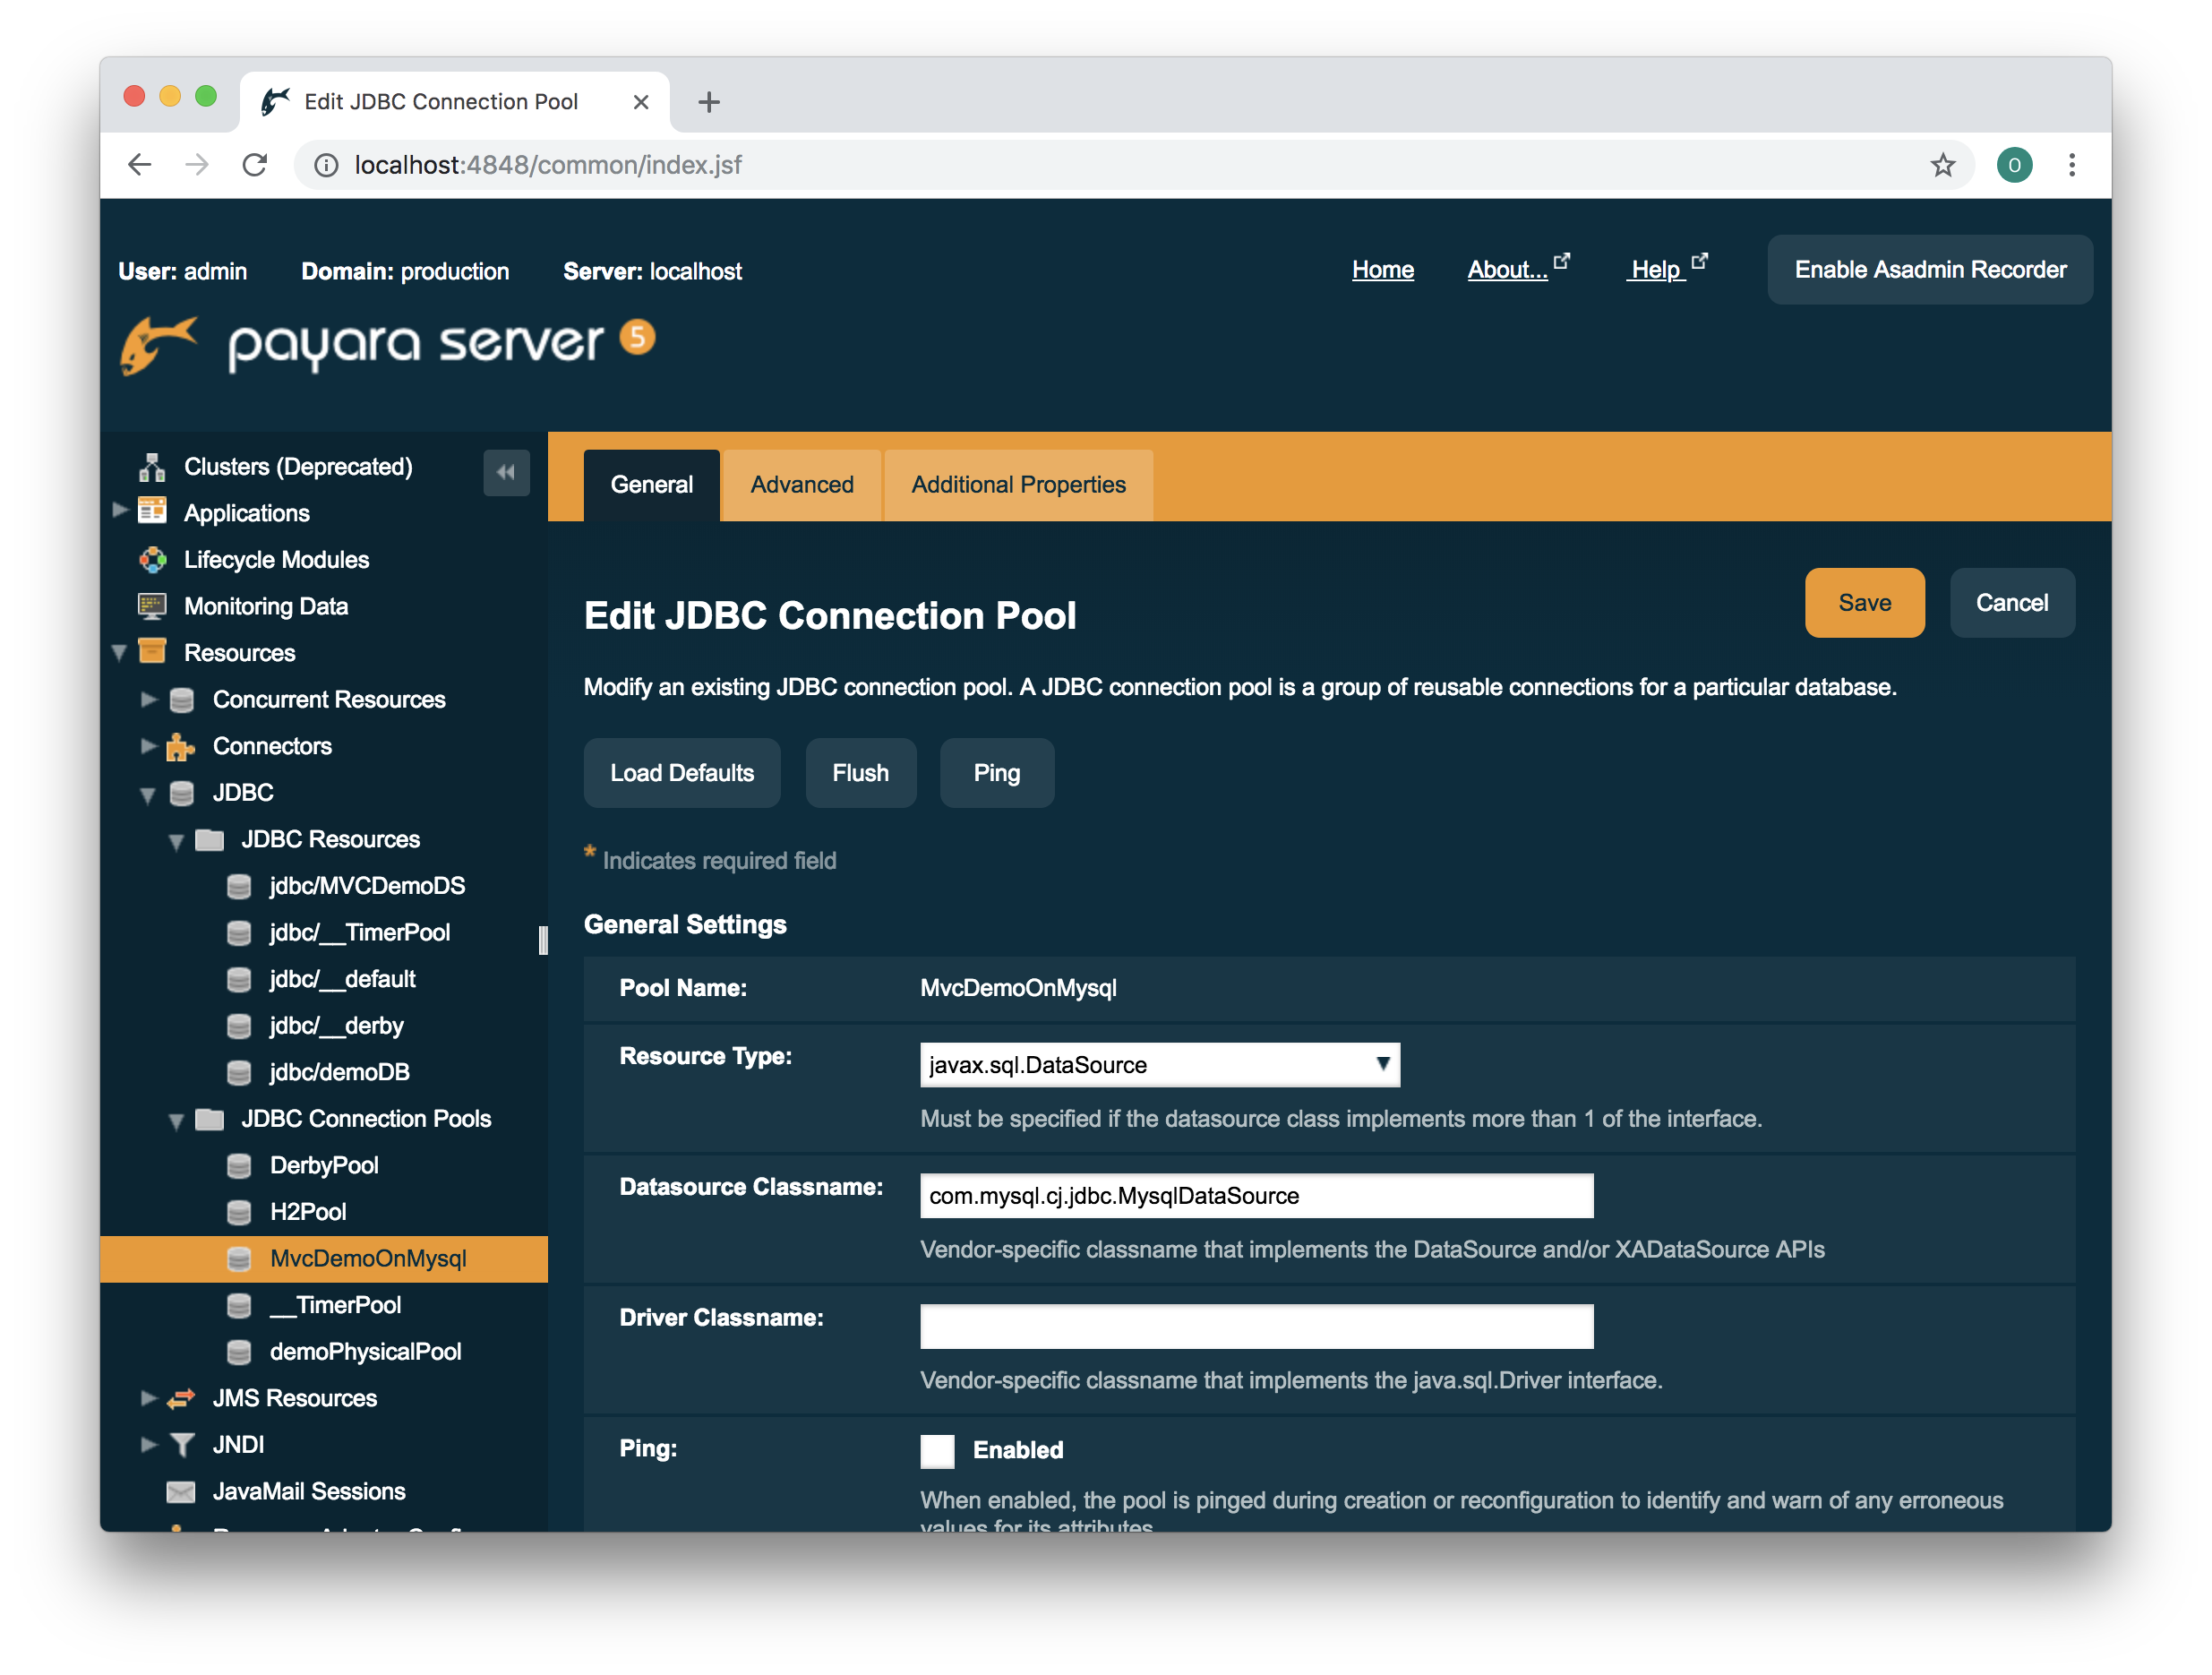 Edit JDBC Connection Pool
localhost:4848/common/index.jsf
O
User: admin Domain: production Server: localhost
Home About... Help Enable Asadmin Recorder
payara server 5
Clusters (Deprecated)
Applications
Lifecycle Modules
Monitoring Data
Resources
Concurrent Resources
Connectors
JDBC
JDBC Resources
jdbc/MVCDemoDS
jdbc/__TimerPool
jdbc/__default
jdbc/__derby
jdbc/demoDB
JDBC Connection Pools
DerbyPool
H2Pool
MvcDemoOnMysql
__TimerPool
demoPhysicalPool
JMS Resources
JNDI
JavaMail Sessions
General Advanced Additional Properties
Edit JDBC Connection Pool
Save Cancel
Modify an existing JDBC connection pool. A JDBC connection pool is a group of reusable connections for a particular database.
Load Defaults Flush Ping
* Indicates required field
General Settings
Pool Name: MvcDemoOnMysql
Resource Type: javax.sql.DataSource
Must be specified if the datasource class implements more than 1 of the interface.
Datasource Classname: com.mysql.cj.jdbc.MysqlDataSource
Vendor-specific classname that implements the DataSource and/or XADataSource APIs
Driver Classname:
Vendor-specific classname that implements the java.sql.Driver interface.
Ping: Enabled
When enabled, the pool is pinged during creation or reconfiguration to identify and warn of any erroneous
values for its attributes